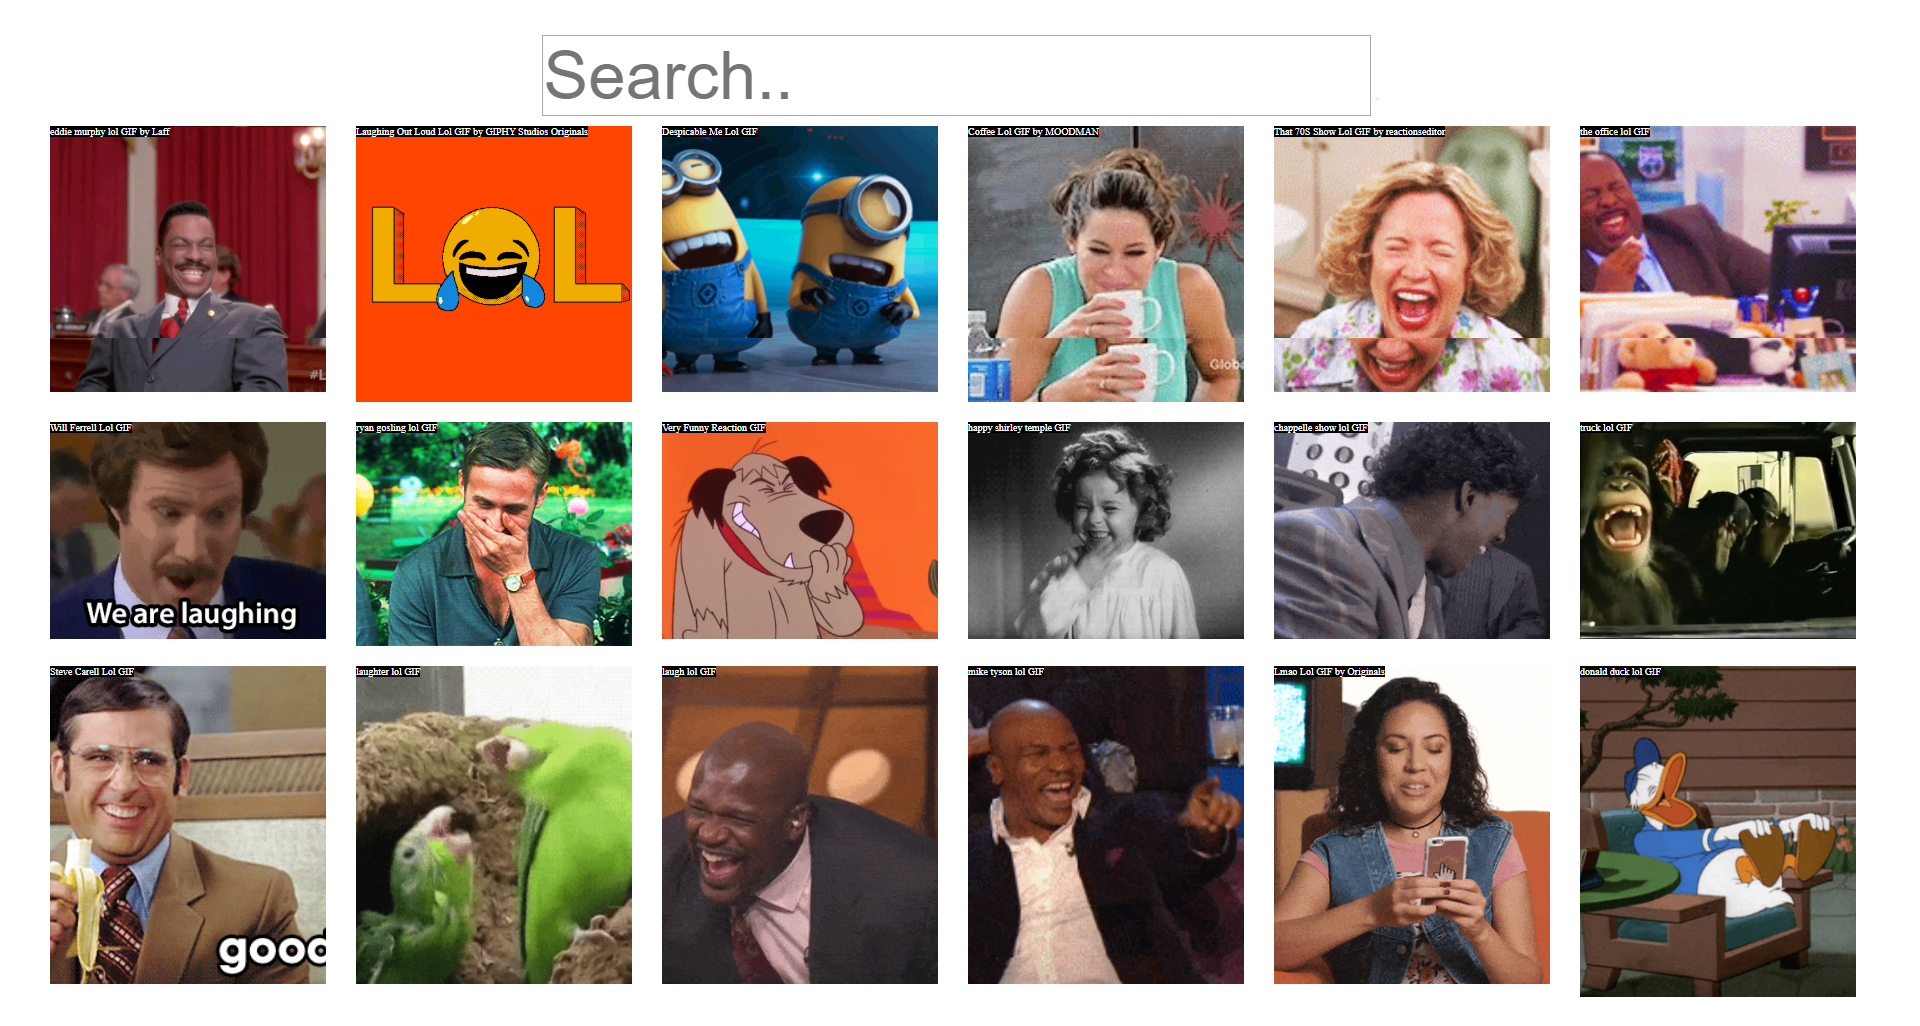 Search..
eddie murphy lol GIF by Laff
Laughing Out Loud Lol GIF by GIPHY Studios Originals
Despicable Me Lol GIF
Coffee Lol GIF by MOODMAN
That 70S Show Lol GIF by reactionseditor
the office lol GIF
LOL
Will Ferrell Lol GIF
ryan gosling lol GIF
Very Funny Reaction GIF
happy shirley temple GIF
chappelle show lol GIF
truck lol GIF
We are laughing
Steve Carell Lol GIF
laughter lol GIF
laugh lol GIF
mike tyson lol GIF
Lmao Lol GIF by Originals
donald duck lol GIF
good